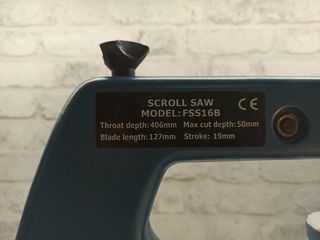 SCROLL SAW
MODEL: FSS16B
CE
Throat depth: 406mm Max cut depth: 50mm
Blade length: 127mm Stroke: 19mm